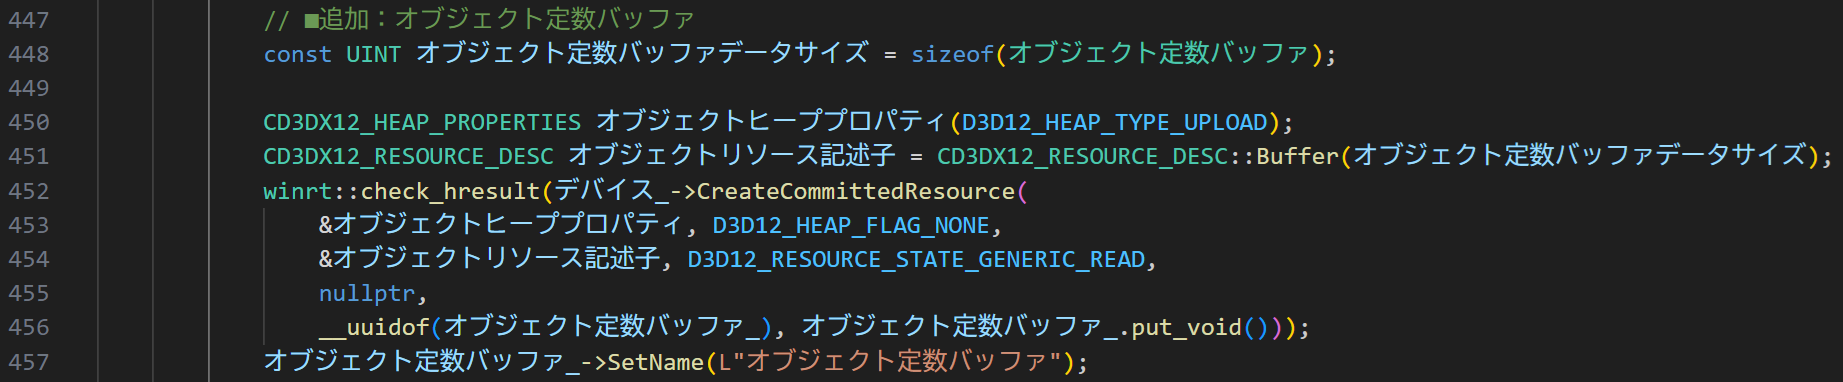 447 // ■追加：オブジェクト定数バッファ
448 const UINT オブジェクト定数バッファデータサイズ = sizeof(オブジェクト定数バッファ);
449
450 CD3DX12_HEAP_PROPERTIES オブジェクトヒーププロパティ(D3D12_HEAP_TYPE_UPLOAD);
451 CD3DX12_RESOURCE_DESC オブジェクトリソース記述子 = CD3DX12_RESOURCE_DESC::Buffer(オブジェクト定数バッファデータサイズ);
452 winrt::check_hresult(デバイス_->CreateCommittedResource(
453 &オブジェクトヒーププロパティ, D3D12_HEAP_FLAG_NONE,
454 &オブジェクトリソース記述子, D3D12_RESOURCE_STATE_GENERIC_READ,
455 nullptr,
456 __uuidof(オブジェクト定数バッファ_), オブジェクト定数バッファ_.put_void()));
457 オブジェクト定数バッファ_->SetName(L"オブジェクト定数バッファ");